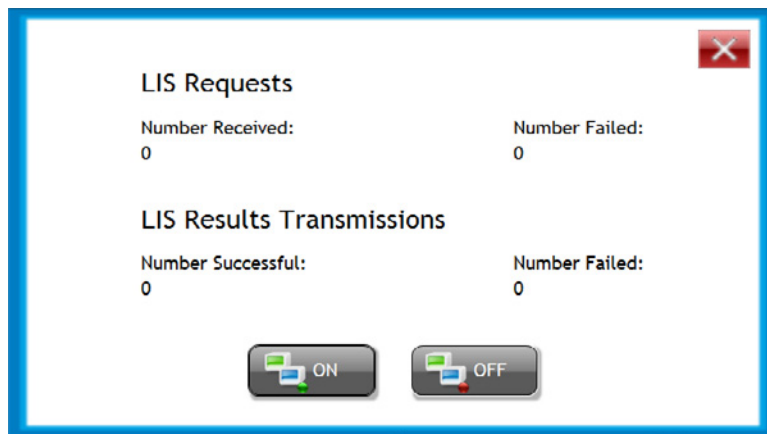 LIS Requests
Number Received: Number Failed:
0 0
LIS Results Transmissions
Number Successful: Number Failed:
0 0
ON OFF